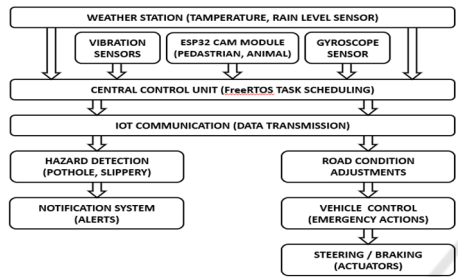 WEATHER STATION (TAMPERATURE, RAIN LEVEL SENSOR)
VIBRATION
SENSORS
ESP32 CAM MODULE
(PEDASTRIAN, ANIMAL)
GYROSCOPE
SENSOR
CENTRAL CONTROL UNIT (FreeRTOS TASK SCHEDULING)
IOT COMMUNICATION (DATA TRANSMISSION)
HAZARD DETECTION
(POTHOLE, SLIPPERY)
ROAD CONDITION
ADJUSTMENTS
NOTIFICATION SYSTEM
(ALERTS)
VEHICLE CONTROL
(EMERGENCY ACTIONS)
STEERING / BRAKING
(ACTUATORS)